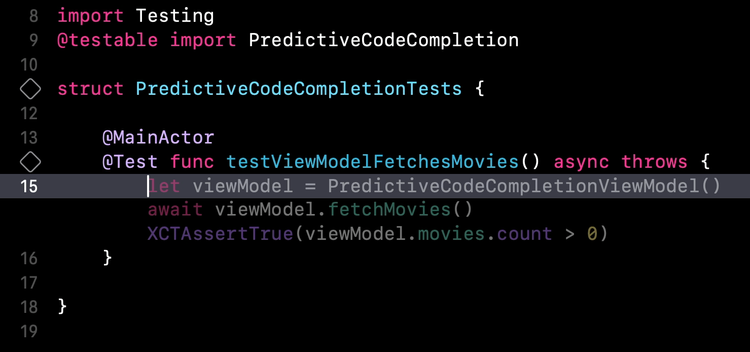 8 import Testing
9 @testable import PredictiveCodeCompletion
10
struct PredictiveCodeCompletionTests {
12
13 @MainActor
@Test func testViewModelFetchesMovies() async throws {
15 let viewModel = PredictiveCodeCompletionViewModel()
await viewModel.fetchMovies()
XCTAssertTrue(viewModel.movies.count > 0)
16 }
17
18 }
19